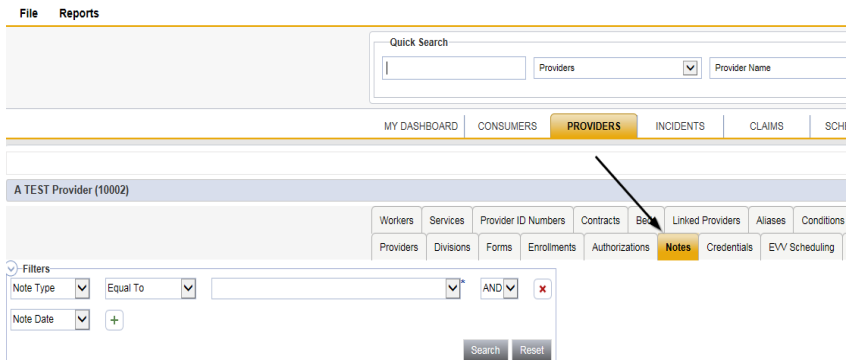 File Reports
Quick Search
Providers Provider Name
MY DASHBOARD CONSUMERS PROVIDERS INCIDENTS CLAIMS
A TEST Provider (10002)
Workers Services Provider ID Numbers Contracts Linked Providers Aliases Conditions
Providers Divisions Forms Enrollments Authorizations Notes Credentials EVV Scheduling
Filters
Note Type Equal To * AND
Note Date
Search Reset